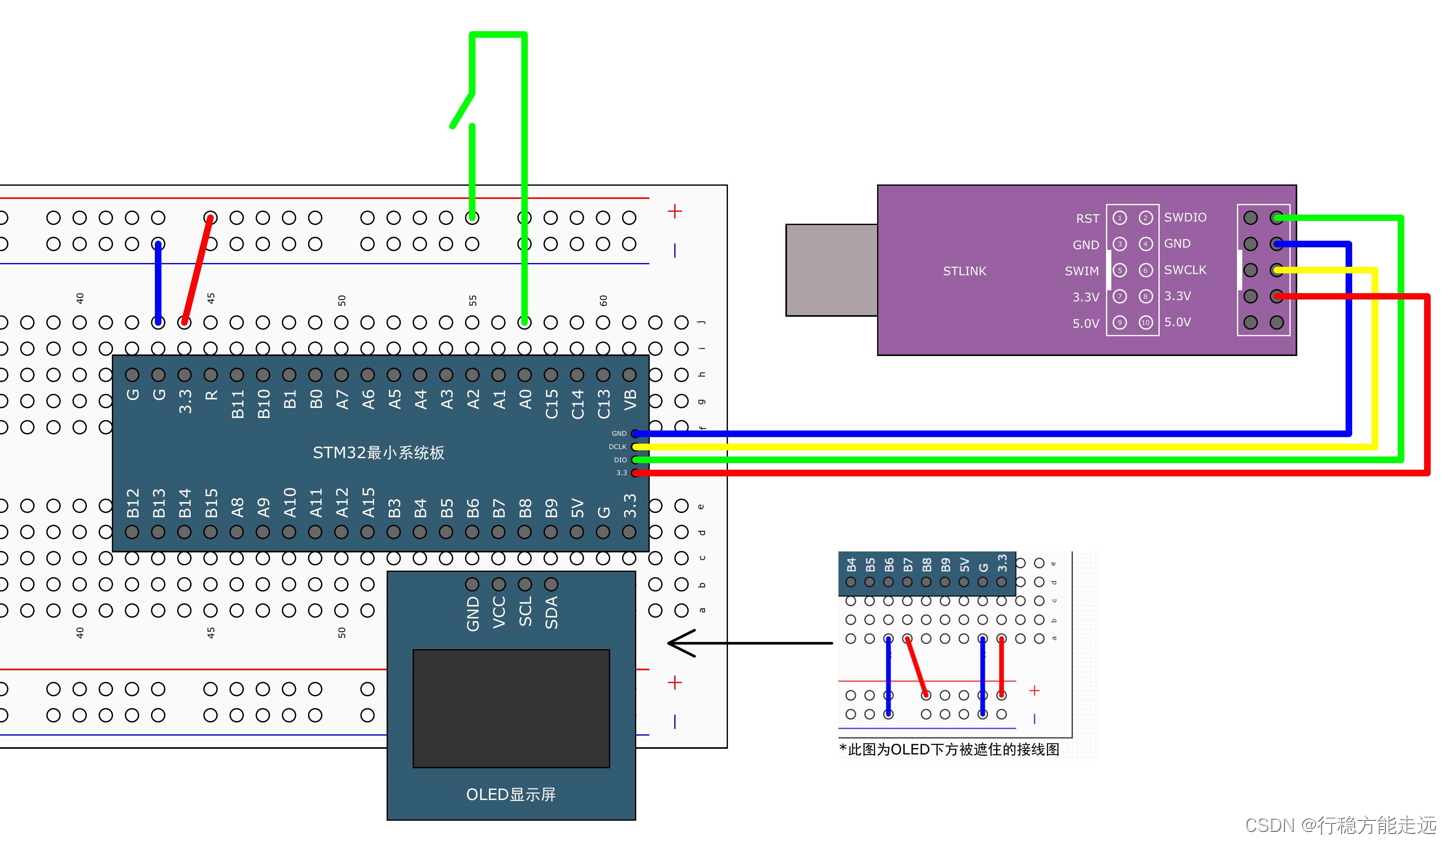 +
−
40 45 50 55 60
j
i
h
g
f
G G 3.3 R B11 B10 B1 B0 A7 A6 A5 A4 A3 A2 A1 A0 C15 C14 C13 VB
STM32最小系统板
GND
DCLK
DIO
3.3
B12 B13 B14 B15 A8 A9 A10 A11 A12 A15 B3 B4 B5 B6 B7 B8 B9 5V G 3.3
e
d
c
b
a
40 45 50
GND VCC SCL SDA
+
−
OLED显示屏
STLINK
RST 1 2 SWDIO
GND 3 4 GND
SWIM 5 6 SWCLK
3.3V 7 8 3.3V
5.0V 9 10 5.0V
B4 B5 B6 B7 B8 B9 5V G 3.3
e
d
c
b
a
+
−
*此图为OLED下方被遮住的接线图
CSDN @行稳方能走远